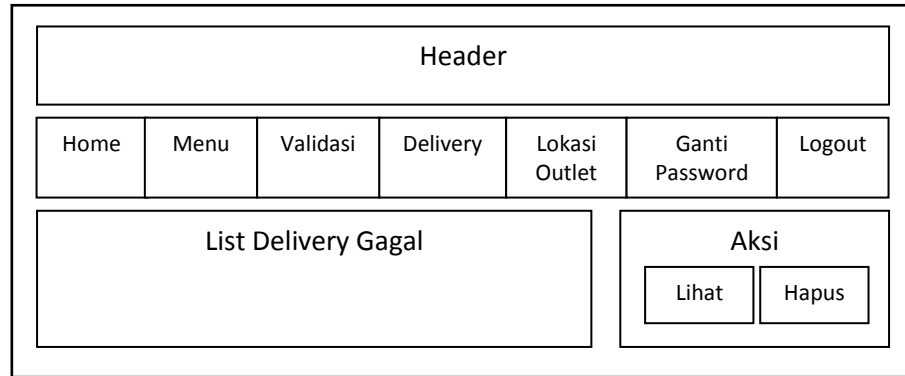 Header
Home Menu Validasi Delivery Lokasi Outlet Ganti Password Logout
List Delivery Gagal
Aksi
Lihat Hapus